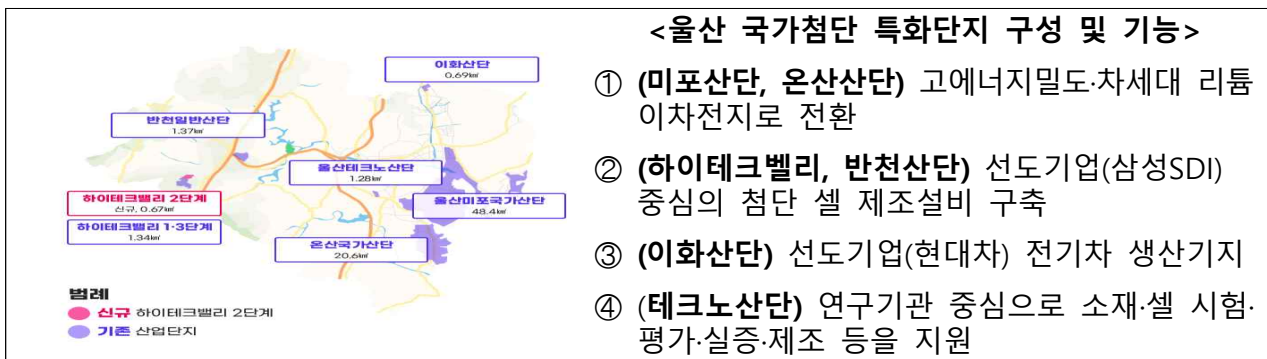 이화산단
0.69㎢
반천일반산단
1.37㎢
울산테크노산단
1.28㎢
하이테크밸리 2단계
신규, 0.67㎢
울산미포국가산단
48.4㎢
하이테크밸리 1·3단계
1.34㎢
온산국가산단
20.6㎢
범례
신규 하이테크밸리 2단계
기존 산업단지
<울산 국가첨단 특화단지 구성 및 기능>
① (미포산단, 온산산단) 고에너지밀도·차세대 리튬
이차전지로 전환
② (하이테크벨리, 반천산단) 선도기업(삼성SDI)
중심의 첨단 셀 제조설비 구축
③ (이화산단) 선도기업(현대차) 전기차 생산기지
④ (테크노산단) 연구기관 중심으로 소재·셀 시험·
평가·실증·제조 등을 지원